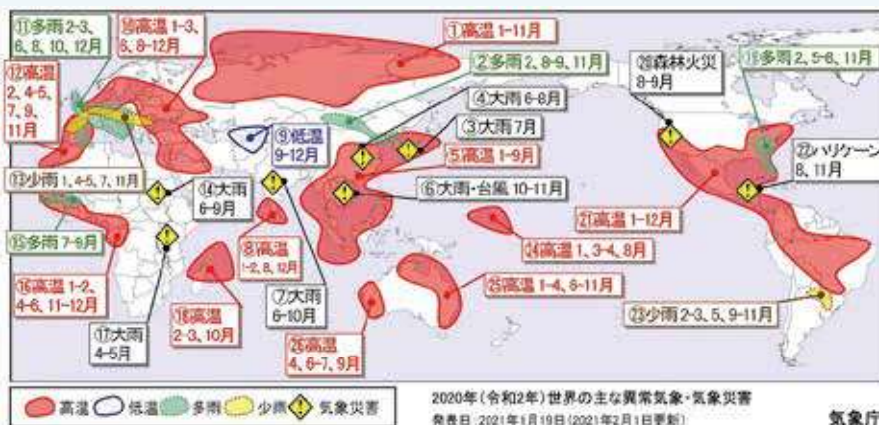 ⑪多雨 2-3、
6、8、10、12月
⑩高温 1-3、
6、8-12月
①高温 1-11月
②多雨 2、8-9、11月
⑳森林火災
8-9月
⑲多雨 2、5-6、11月
⑫高温
2、4-5、
7、9、
11月
④大雨 6-8月
③大雨 7月
⑨低温
9-12月
⑤高温 1-9月
㉒ハリケーン
8、11月
⑬少雨 1、4-5、7、11月
⑭大雨
6-9月
⑥大雨・台風 10-11月
㉑高温 1-12月
⑮多雨 7-9月
⑧高温
1-2、8、12月
㉔高温 1、3-4、8月
⑯高温 1-2、
4-6、11-12月
⑱高温
2-3、10月
⑦大雨
6-10月
㉕高温 1-4、6-11月
㉓少雨 2-3、5、9-11月
⑰大雨
4-5月
㉖高温
4、6-7、9月
高温 低温 多雨 少雨 気象災害
2020年(令和2年)世界の主な異常気象・気象災害
発表日:2021年1月19日(2021年2月1日更新)
気象庁